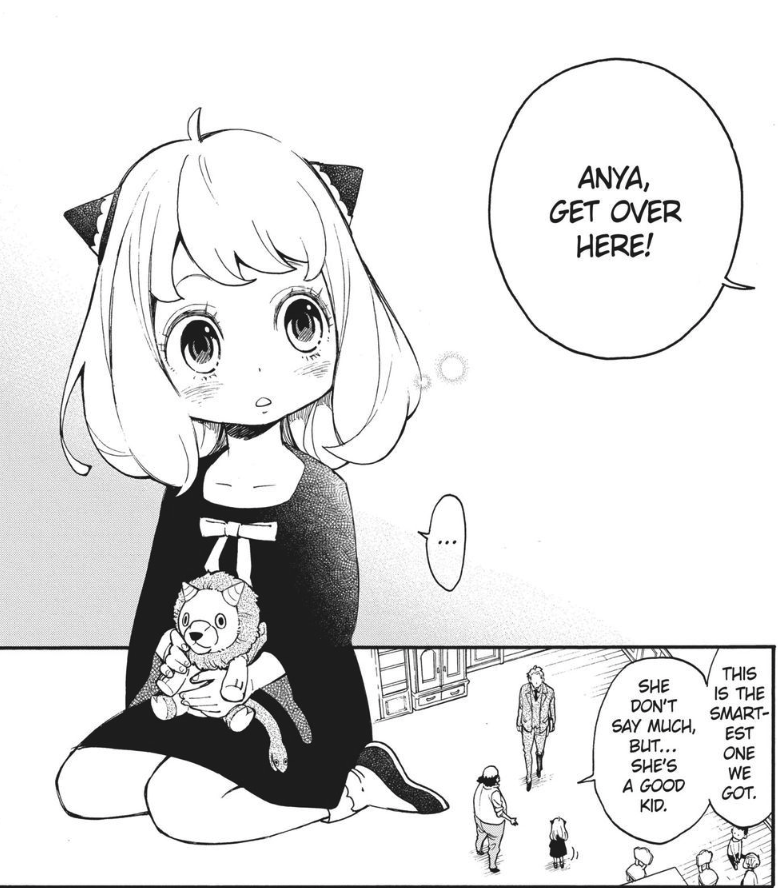 ANYA,
GET OVER
HERE!
...
THIS
IS THE
SMART-
EST
ONE
WE
GOT.
SHE
DON'T
SAY MUCH,
BUT...
SHE'S
A GOOD
KID.